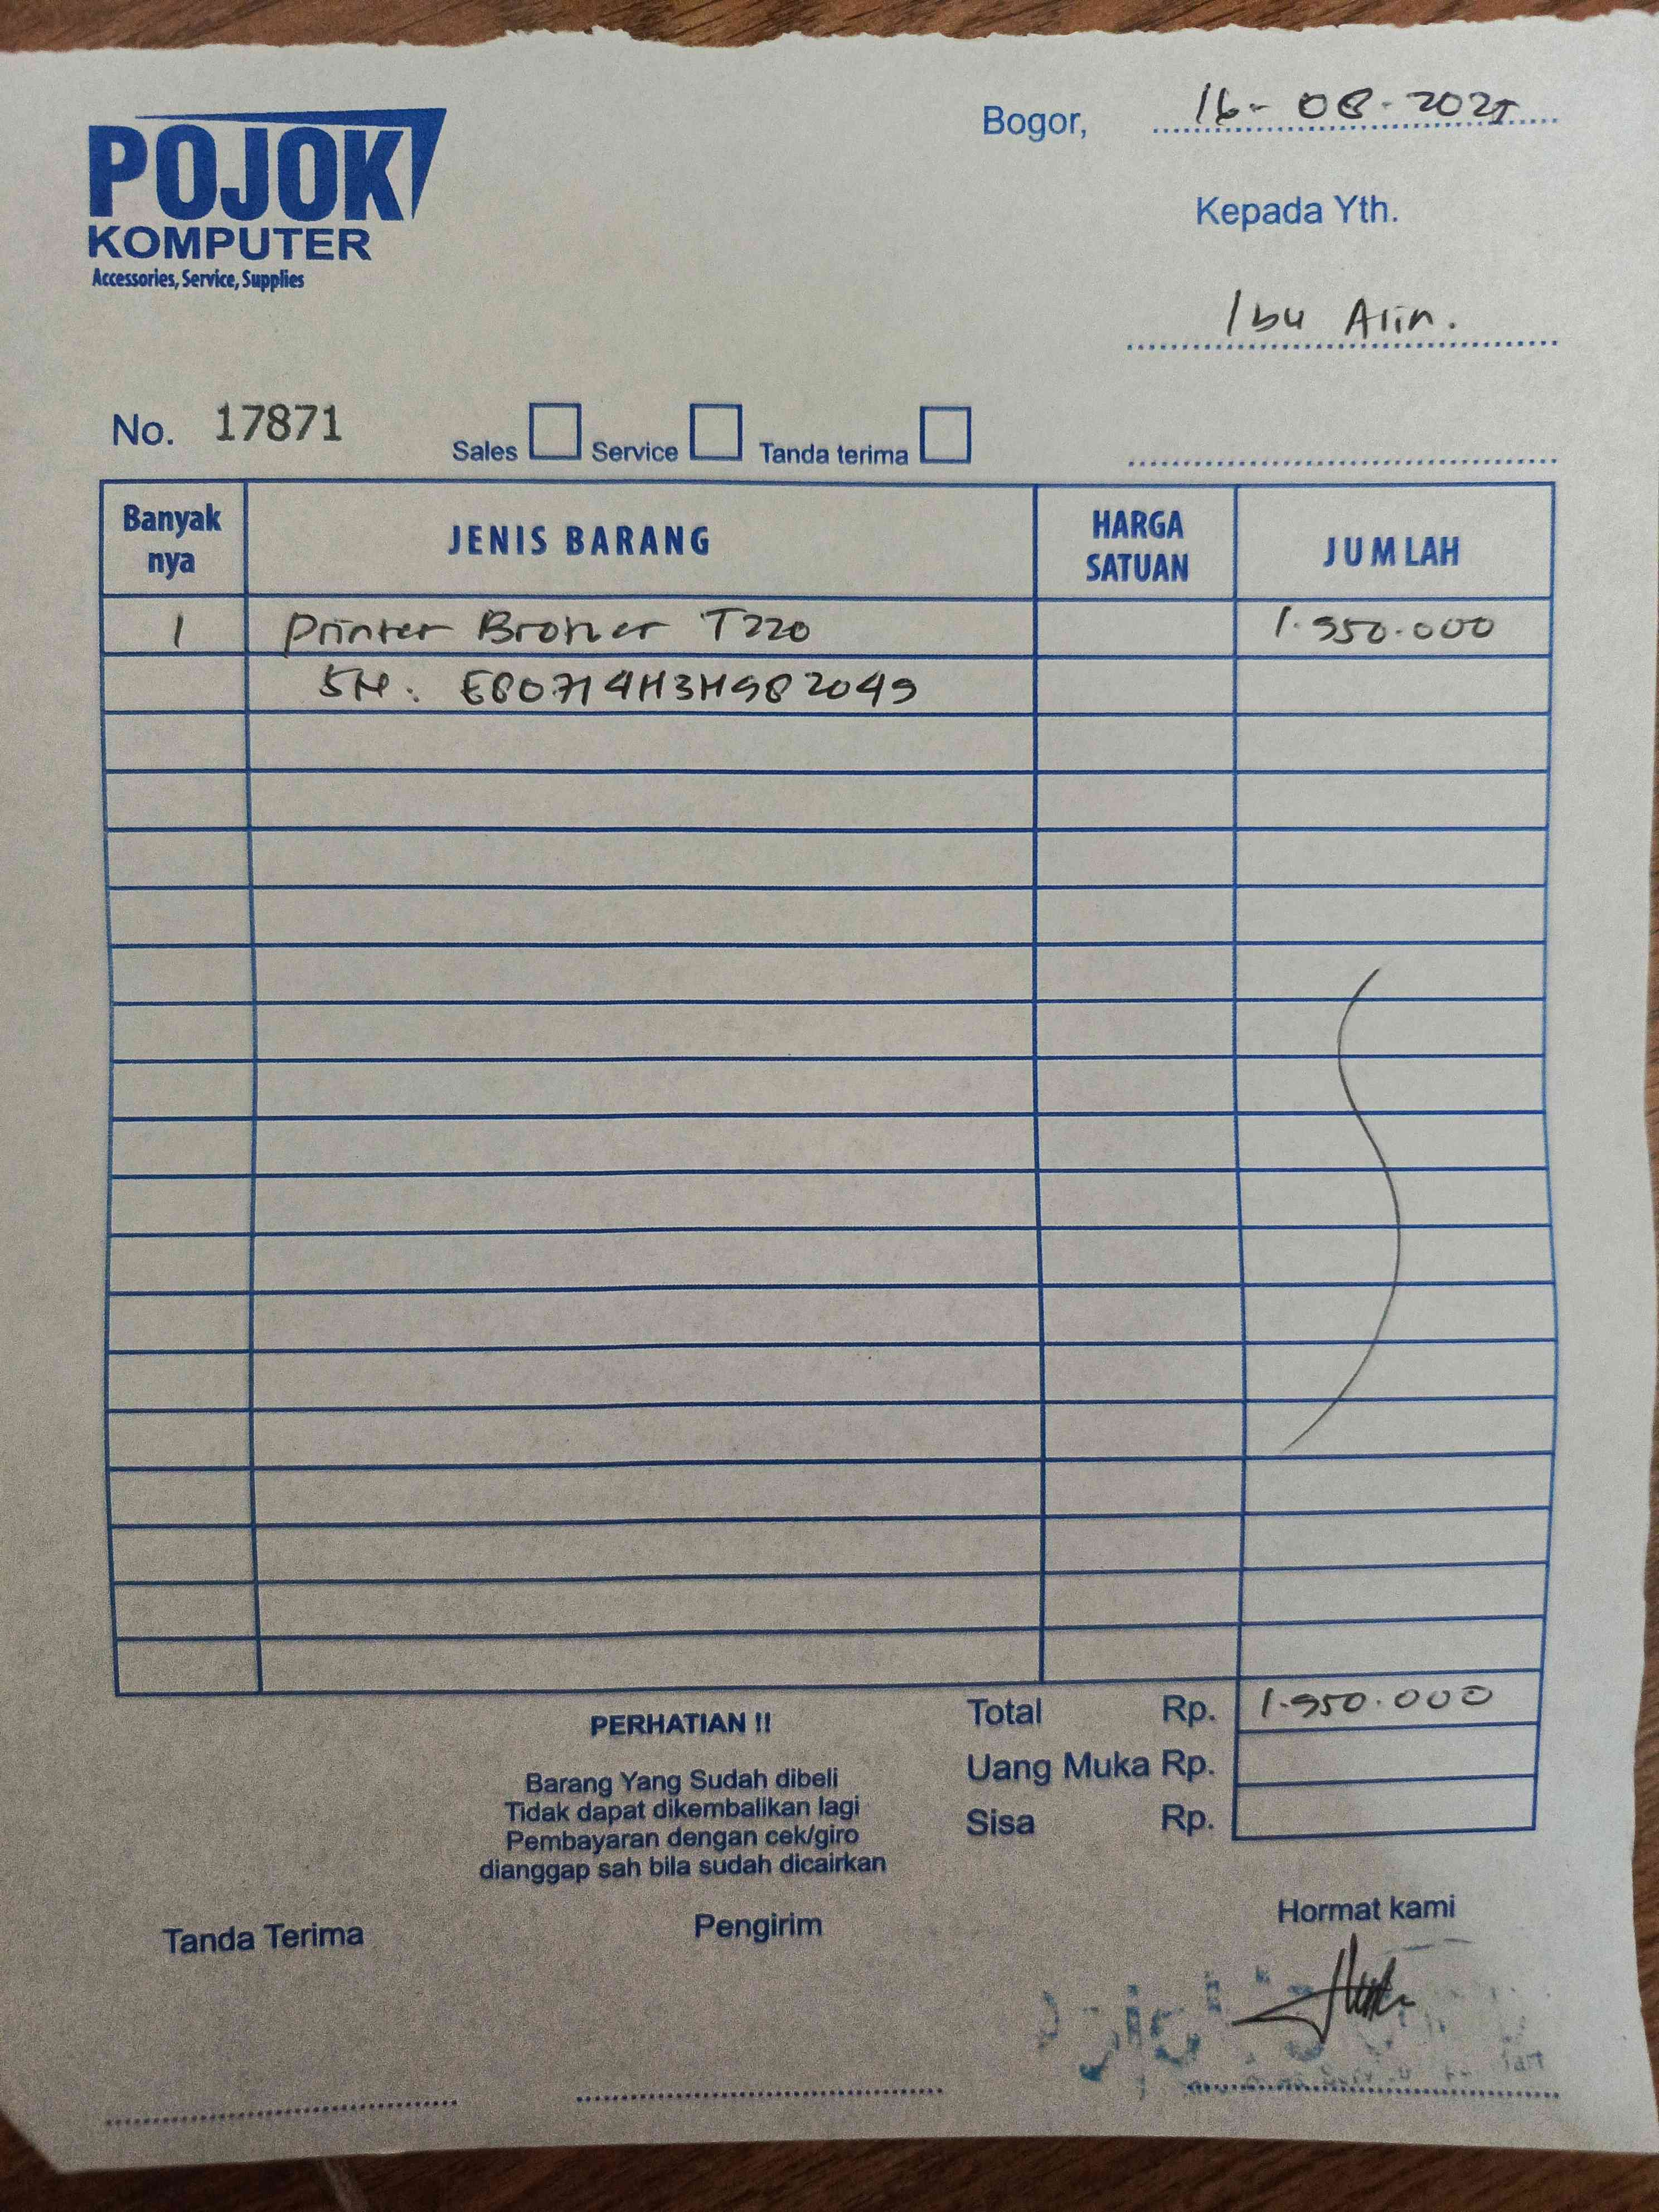 POJOK
KOMPUTER
Accessories, Service, Supplies
Bogor, 16-08-2025
Kepada Yth.
Ibu Arin.
No. 17871
Sales Service Tanda terima
Banyak nya JENIS BARANG HARGA SATUAN JUMLAH
1 Printer Brother T220 1.950.000
SN. E80714H3H982049
Total Rp. 1.950.000
Uang Muka Rp.
Sisa Rp.
PERHATIAN !!
Barang Yang Sudah dibeli
Tidak dapat dikembalikan lagi
Pembayaran dengan cek/giro
dianggap sah bila sudah dicairkan
Tanda Terima Pengirim Hormat kami